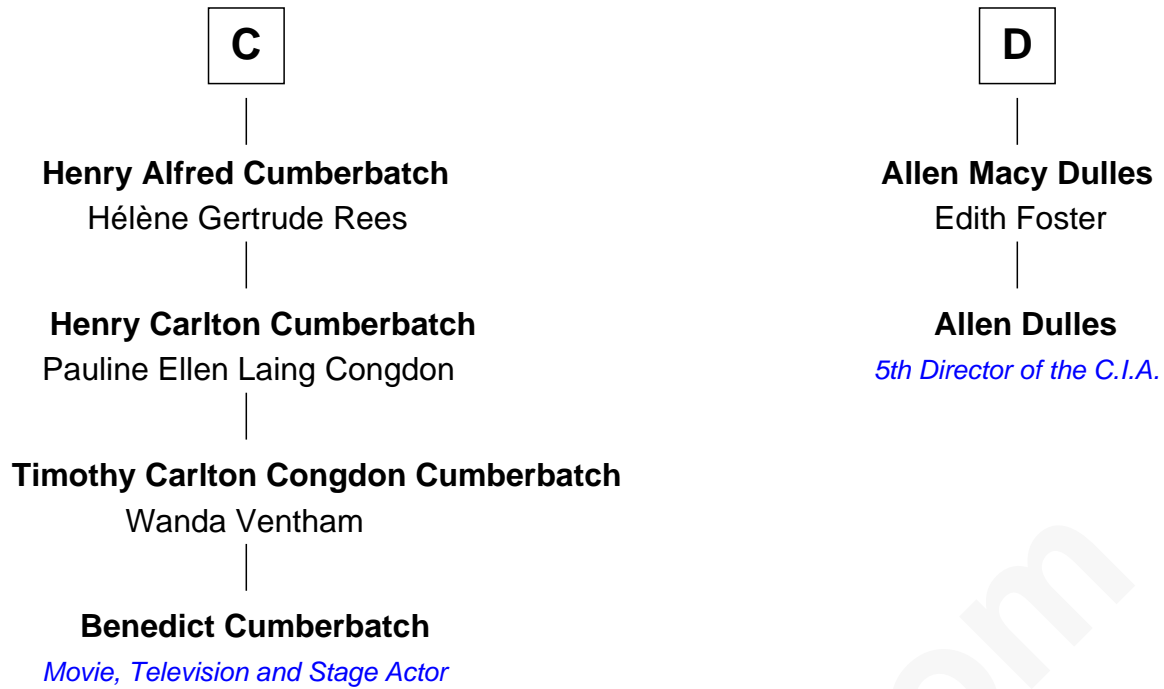 C
Henry Alfred Cumberbatch
Hélène Gertrude Rees
Henry Carlton Cumberbatch
Pauline Ellen Laing Congdon
Timothy Carlton Congdon Cumberbatch
Wanda Ventham
Benedict Cumberbatch
Movie, Television and Stage Actor
D
Allen Macy Dulles
Edith Foster
Allen Dulles
5th Director of the C.I.A.
om